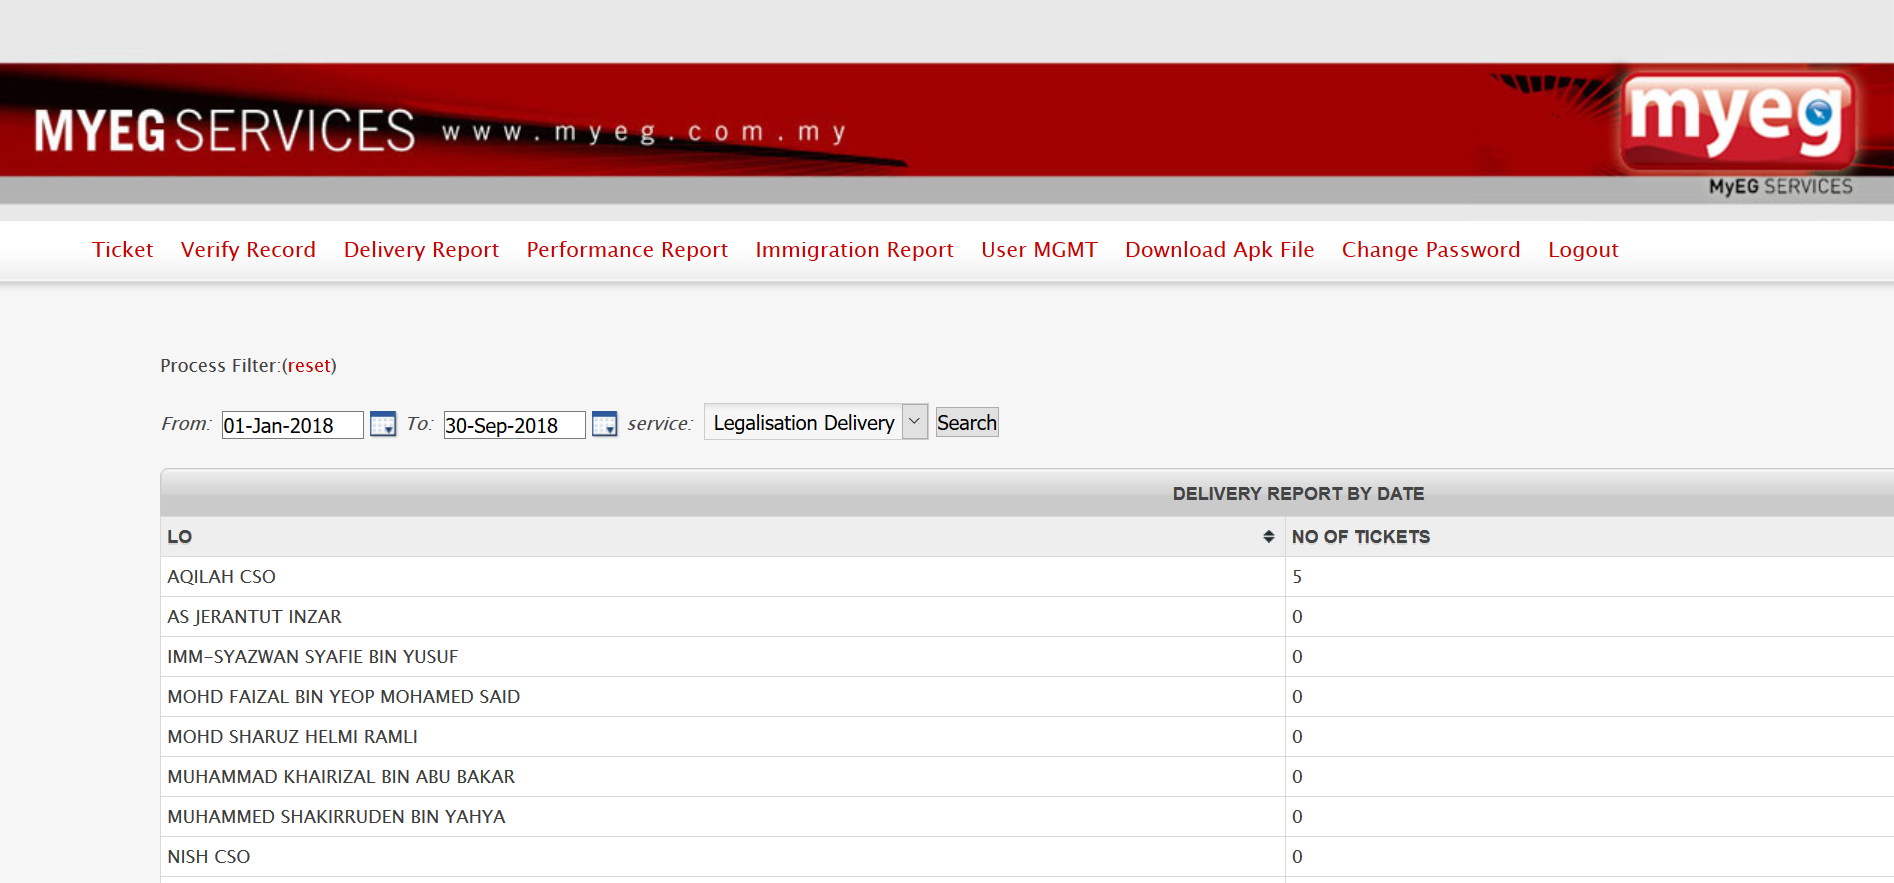 MYEG SERVICES www.myeg.com.my
myeg
MyEG SERVICES
Ticket Verify Record Delivery Report Performance Report Immigration Report User MGMT Download Apk File Change Password Logout
Process Filter:(reset)
From: 01-Jan-2018 To: 30-Sep-2018 service: Legalisation Delivery Search
DELIVERY REPORT BY DATE
LO NO OF TICKETS
AQILAH CSO 5
AS JERANTUT INZAR 0
IMM-SYAZWAN SYAFIE BIN YUSUF 0
MOHD FAIZAL BIN YEOP MOHAMED SAID 0
MOHD SHARUZ HELMI RAMLI 0
MUHAMMAD KHAIRIZAL BIN ABU BAKAR 0
MUHAMMED SHAKIRRUDEN BIN YAHYA 0
NISH CSO 0